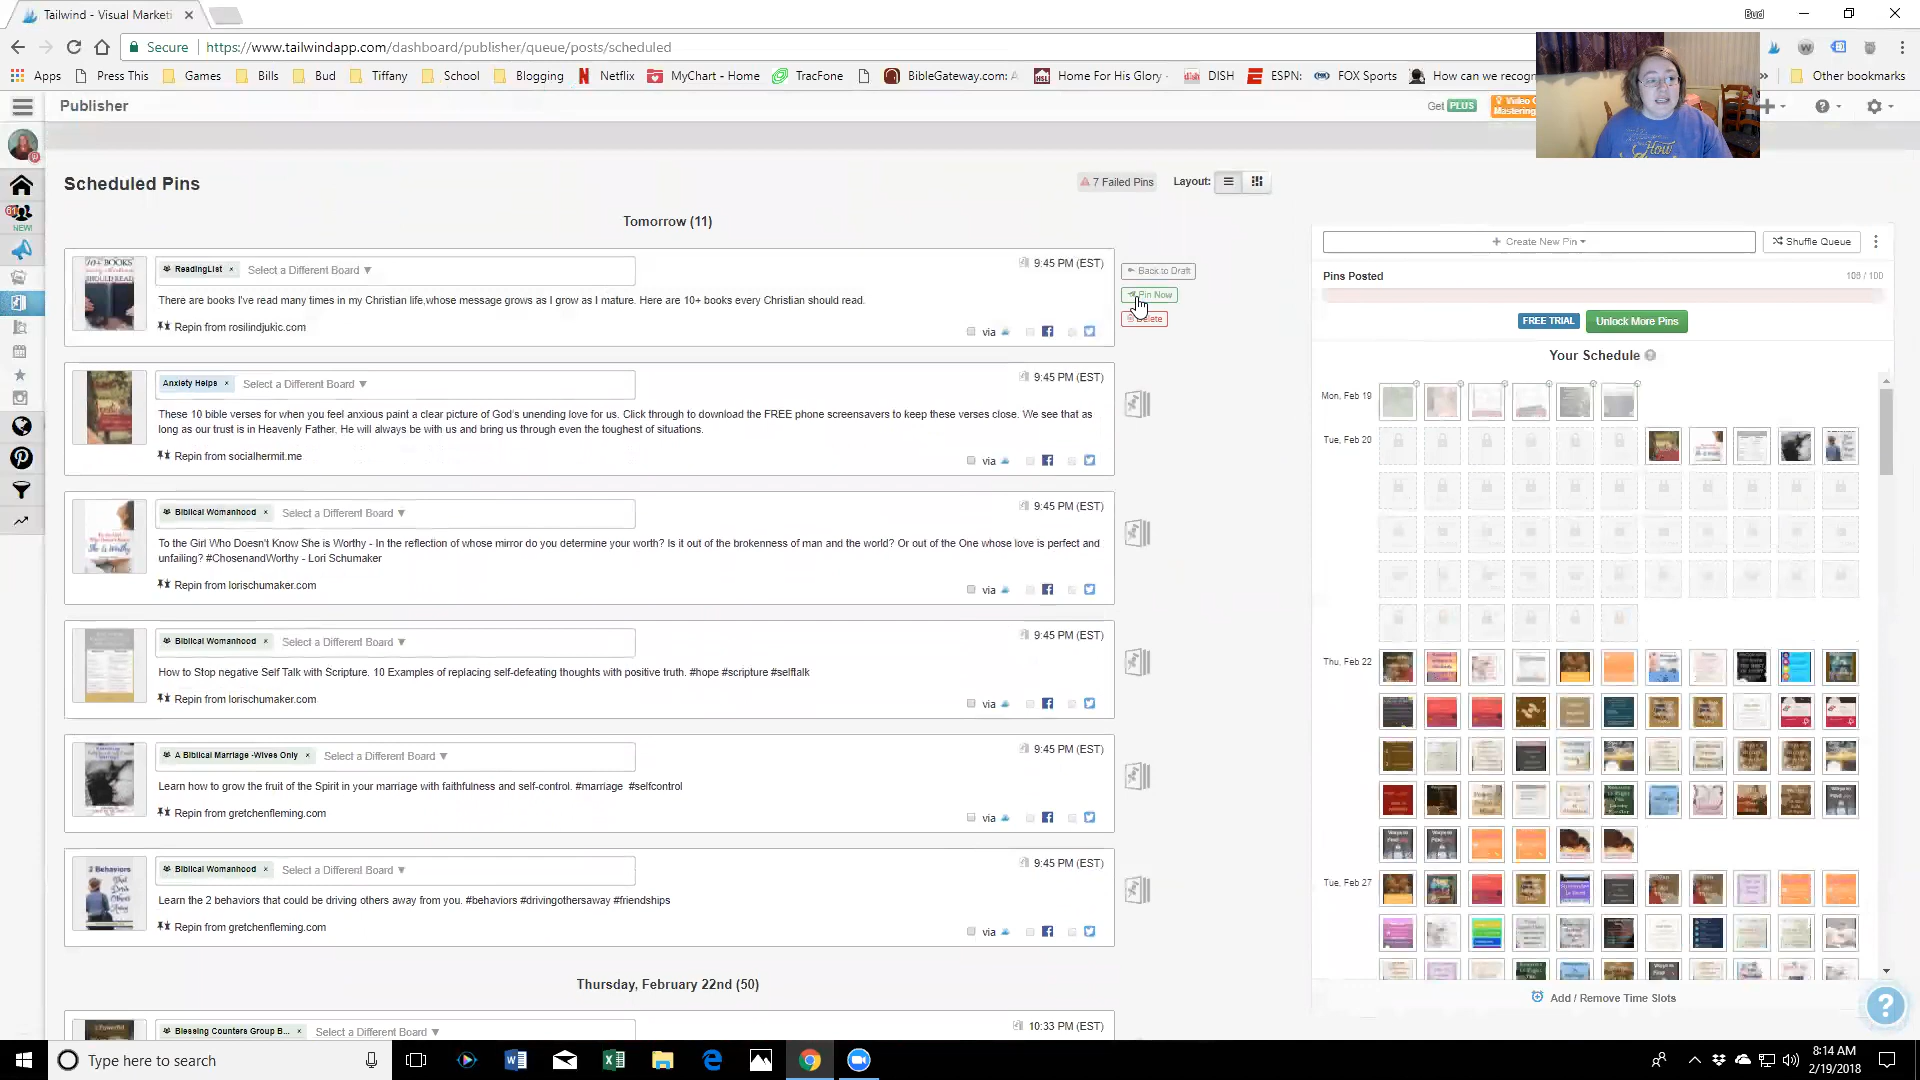 Tailwind - Visual Marketi
Bud
Secure
https://www.tailwindapp.com/dashboard/publisher/queue/posts/scheduled
Apps Press This Games Bills Bud Tiffany School Blogging Netflix MyChart - Home TracFone BibleGateway.com: A Home For His Glory DISH ESPN: FOX Sports How can we recogn Other bookmarks
Publisher
Get PLUS
Scheduled Pins
7 Failed Pins Layout:
NEW!
Tomorrow (11)
ReadingList × Select a Different Board
9:45 PM (EST)
There are books I've read many times in my Christian life,whose message grows as I grow as I mature. Here are 10+ books every Christian should read.
Repin from rosilindjukic.com
via
Back to Draft
Pin Now
Delete
Anxiety Helps × Select a Different Board
9:45 PM (EST)
These 10 bible verses for when you feel anxious paint a clear picture of God's unending love for us. Click through to download the FREE phone screensavers to keep these verses close. We see that as
long as our trust is in Heavenly Father, He will always be with us and bring us through even the toughest of situations.
Repin from socialhermit.me
via
Biblical Womanhood × Select a Different Board
9:45 PM (EST)
To the Girl Who Doesn't Know She is Worthy - In the reflection of whose mirror do you determine your worth? Is it out of the brokenness of man and the world? Or out of the One whose love is perfect and
unfailing? #ChosenandWorthy - Lori Schumaker
Repin from lorischumaker.com
via
Biblical Womanhood × Select a Different Board
9:45 PM (EST)
How to Stop negative Self Talk with Scripture. 10 Examples of replacing self-defeating thoughts with positive truth. #hope #scripture #selftalk
Repin from lorischumaker.com
via
A Biblical Marriage -Wives Only × Select a Different Board
9:45 PM (EST)
Learn how to grow the fruit of the Spirit in your marriage with faithfulness and self-control. #marriage #selfcontrol
Repin from gretchenfleming.com
via
Biblical Womanhood × Select a Different Board
9:45 PM (EST)
Learn the 2 behaviors that could be driving others away from you. #behaviors #drivingothersaway #friendships
Repin from gretchenfleming.com
via
Thursday, February 22nd (50)
Blessing Counters Group B... × Select a Different Board
10:33 PM (EST)
Create New Pin
Shuffle Queue
Pins Posted
106 / 100
FREE TRIAL Unlock More Pins
Your Schedule
Mon, Feb 19
Tue, Feb 20
Thu, Feb 22
Tue, Feb 27
Add / Remove Time Slots
Type here to search
8:14 AM
2/19/2018